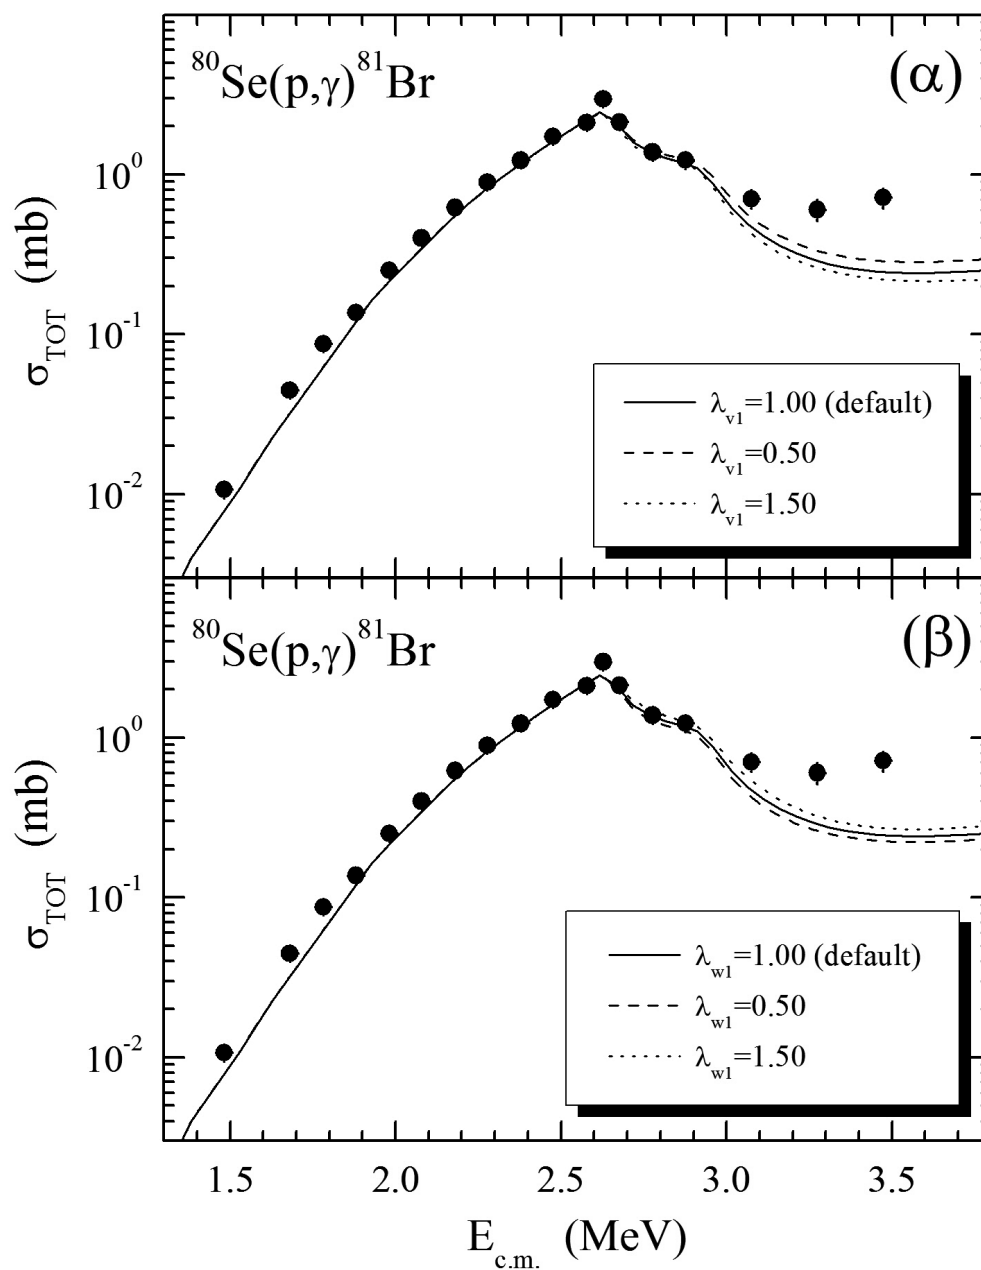 ⁸⁰Se(p,γ)⁸¹Br (α)
10⁰
10⁻¹
10⁻²
σ_TOT (mb)
λ_v1=1.00 (default)
λ_v1=0.50
λ_v1=1.50
⁸⁰Se(p,γ)⁸¹Br (β)
10⁰
10⁻¹
10⁻²
σ_TOT (mb)
λ_w1=1.00 (default)
λ_w1=0.50
λ_w1=1.50
1.5 2.0 2.5 3.0 3.5
E_c.m. (MeV)